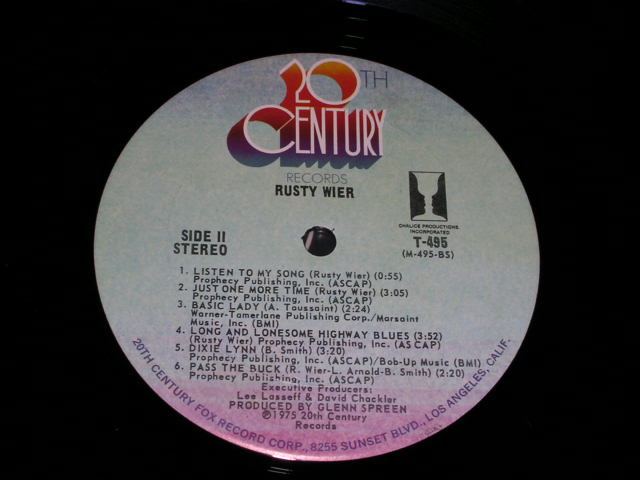 20TH
CENTURY
RECORDS
RUSTY WIER
CHALICE PRODUCTIONS
INCORPORATED
T-495
(M-495-BS)
SIDE II
STEREO
1. LISTEN TO MY SONG (Rusty Wier) (0:55)
Prophecy Publishing, Inc. (ASCAP)
2. JUST ONE MORE TIME (Rusty Wier) (3:05)
Prophecy Publishing, Inc. (ASCAP)
3. BASIC LADY (A. Toussaint) (2:24)
Warner-Tamerlane Publishing Corp./Marsaint
Music, Inc. (BMI)
4. LONG AND LONESOME HIGHWAY BLUES (3:52)
(Rusty Wier) Prophecy Publishing, Inc. (ASCAP)
5. DIXIE LYNN (B. Smith) (3:20)
Prophecy Publishing, Inc. (ASCAP)/Bob-Up Music (BMI)
6. PASS THE BUCK (R. Wier-L. Arnold-B. Smith) (2:20)
Prophecy Publishing, Inc. (ASCAP)
Executive Producers:
Lee Lasseff & David Chackler
PRODUCED BY GLENN SPREEN
Ⓟ1975 20th Century
Records
20TH CENTURY FOX RECORD CORP., 8255 SUNSET BLVD., LOS ANGELES, CALIF.